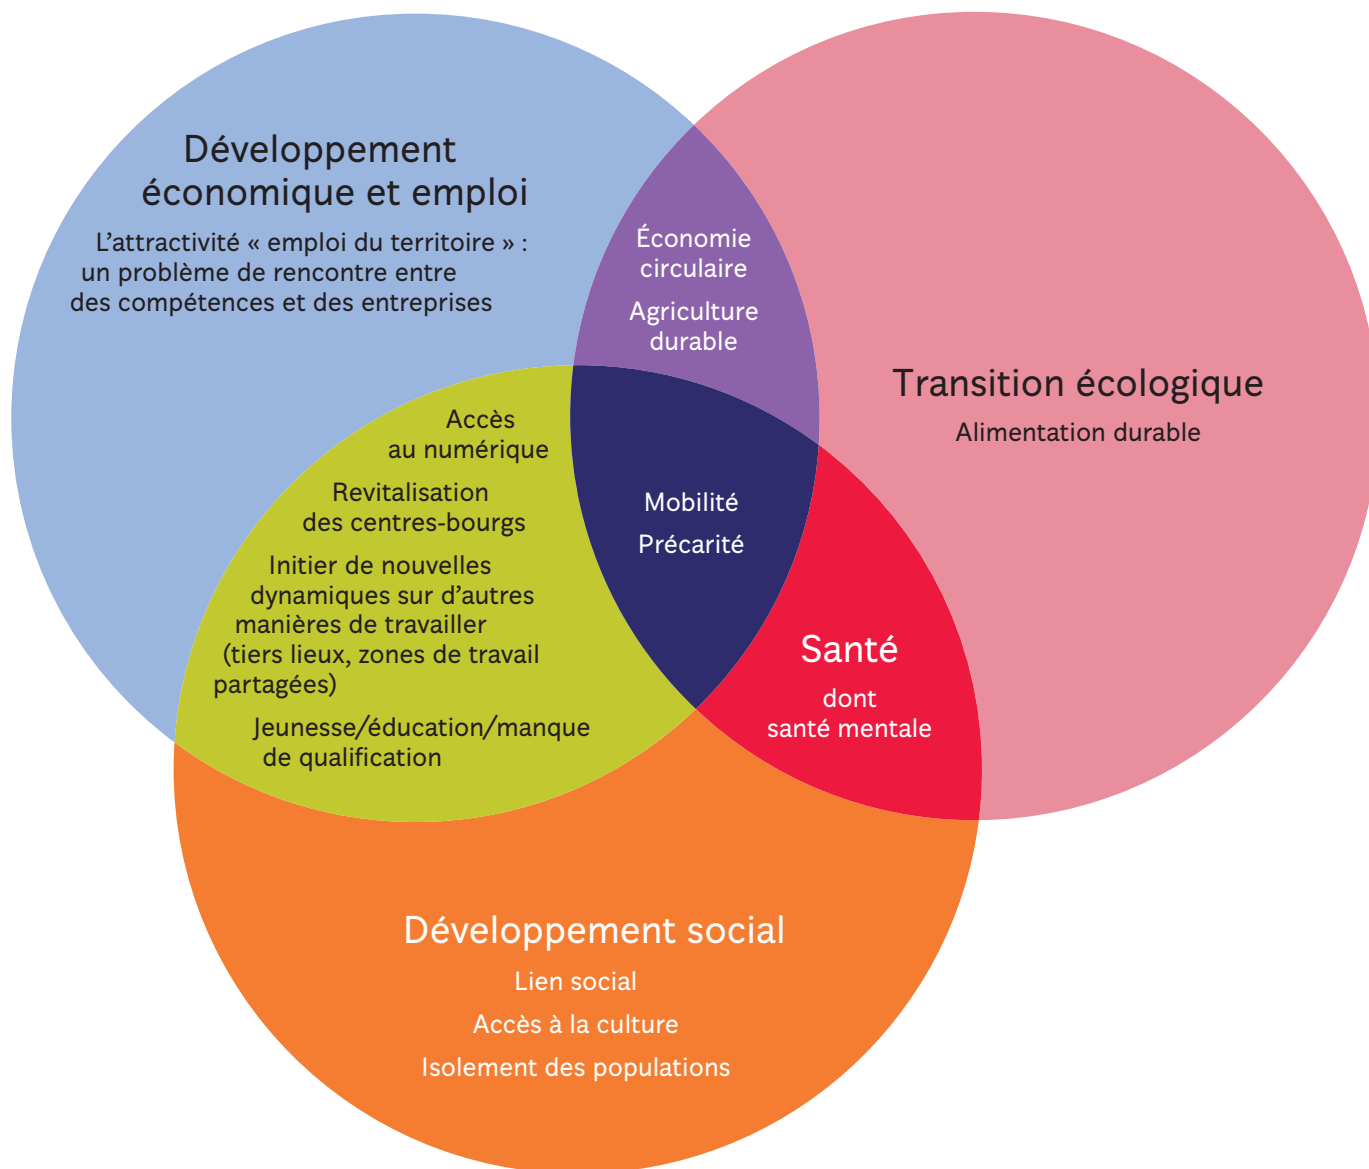 Développement
économique et emploi
L’attractivité « emploi du territoire » :
un problème de rencontre entre
des compétences et des entreprises
Économie
circulaire
Agriculture
durable
Transition écologique
Alimentation durable
Accès
au numérique
Revitalisation
des centres-bourgs
Initier de nouvelles
dynamiques sur d’autres
manières de travailler
(tiers lieux, zones de travail
partagées)
Jeunesse/éducation/manque
de qualification
Mobilité
Précarité
Santé
dont
santé mentale
Développement social
Lien social
Accès à la culture
Isolement des populations